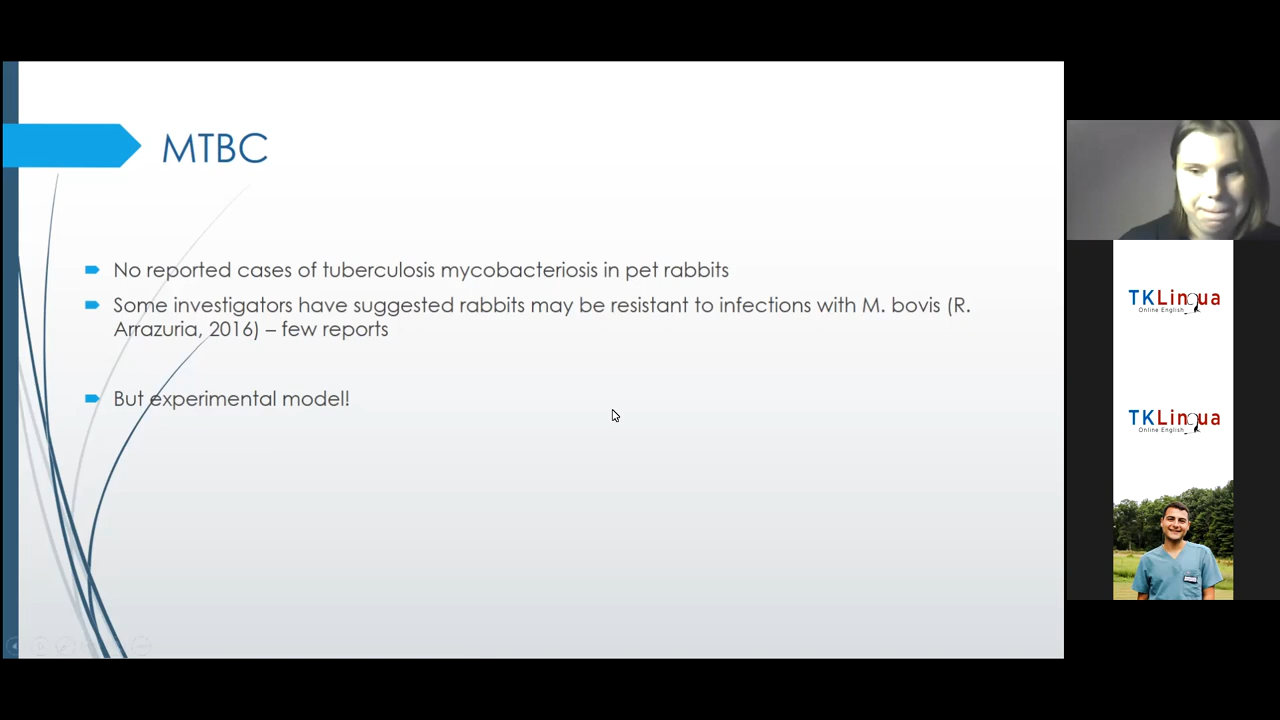 MTBC
No reported cases of tuberculosis mycobacteriosis in pet rabbits
Some investigators have suggested rabbits may be resistant to infections with M. bovis (R.
Arrazuria, 2016) – few reports
But experimental model!
TKLingua
Online English
TKLingua
Online English